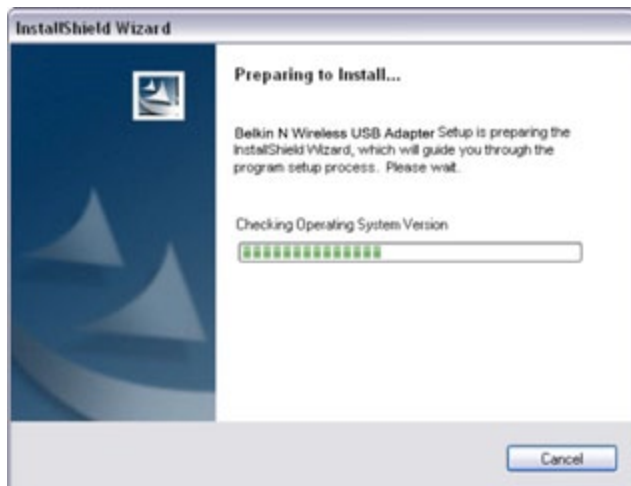 InstallShield Wizard
Preparing to Install...
Belkin N Wireless USB Adapter Setup is preparing the
InstallShield Wizard, which will guide you through the
program setup process. Please wait.
Checking Operating System Version
Cancel